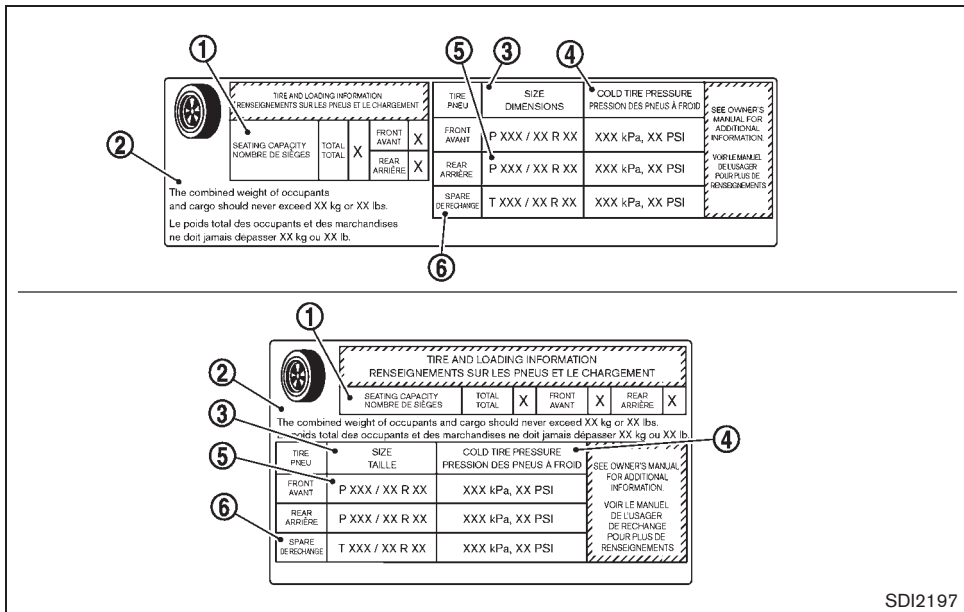 ①
⑤
③
④
②
TIRE AND LOADING INFORMATION
RENSEIGNEMENTS SUR LES PNEUS ET LE CHARGEMENT
SEATING CAPACITY
NOMBRE DE SIÈGES
TOTAL
TOTAL
X
FRONT
AVANT
X
REAR
ARRIÈRE
X
The combined weight of occupants
and cargo should never exceed XX kg or XX lbs.
Le poids total des occupants et des marchandises
ne doit jamais dépasser XX kg ou XX lb.
TIRE
PNEU
SIZE
DIMENSIONS
COLD TIRE PRESSURE
PRESSION DES PNEUS À FROID
FRONT
AVANT
P XXX / XX R XX
XXX kPa, XX PSI
REAR
ARRIÈRE
P XXX / XX R XX
XXX kPa, XX PSI
SPARE
DE RECHANGE
T XXX / XX R XX
XXX kPa, XX PSI
SEE OWNER'S
MANUAL FOR
ADDITIONAL
INFORMATION.
VOIR LE MANUEL
DE L'USAGER
POUR PLUS DE
RENSEIGNEMENTS
⑥
①
②
③
④
⑤
⑥
TIRE AND LOADING INFORMATION
RENSEIGNEMENTS SUR LES PNEUS ET LE CHARGEMENT
SEATING CAPACITY
NOMBRE DE SIÈGES
TOTAL
TOTAL
X
FRONT
AVANT
X
REAR
ARRIÈRE
X
The combined weight of occupants and cargo should never exceed XX kg or XX lbs.
Le poids total des occupants et des marchandises ne doit jamais dépasser XX kg ou XX lb.
TIRE
PNEU
SIZE
TAILLE
COLD TIRE PRESSURE
PRESSION DES PNEUS À FROID
FRONT
AVANT
P XXX / XX R XX
XXX kPa, XX PSI
REAR
ARRIÈRE
P XXX / XX R XX
XXX kPa, XX PSI
SPARE
DE RECHANGE
T XXX / XX R XX
XXX kPa, XX PSI
SEE OWNER'S MANUAL
FOR ADDITIONAL
INFORMATION.
VOIR LE MANUEL
DE L'USAGER
DE RECHANGE
POUR PLUS DE
RENSEIGNEMENTS
SDI2197